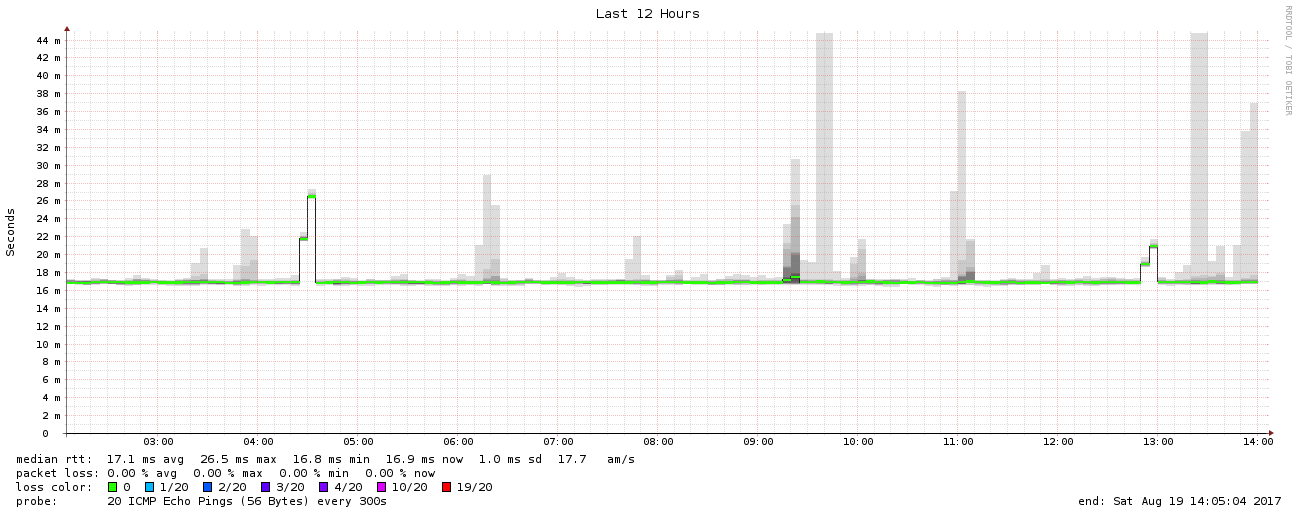 Last 12 Hours
RRDTOOL / TOBI OETIKER
Seconds
44 m
42 m
40 m
38 m
36 m
34 m
32 m
30 m
28 m
26 m
24 m
22 m
20 m
18 m
16 m
14 m
12 m
10 m
8 m
6 m
4 m
2 m
0
03:00 04:00 05:00 06:00 07:00 08:00 09:00 10:00 11:00 12:00 13:00 14:00
median rtt: 17.1 ms avg 26.5 ms max 16.8 ms min 16.9 ms now 1.0 ms sd 17.7 am/s
packet loss: 0.00 % avg 0.00 % max 0.00 % min 0.00 % now
loss color: 0 1/20 2/20 3/20 4/20 10/20 19/20
probe: 20 ICMP Echo Pings (56 Bytes) every 300s end: Sat Aug 19 14:05:04 2017